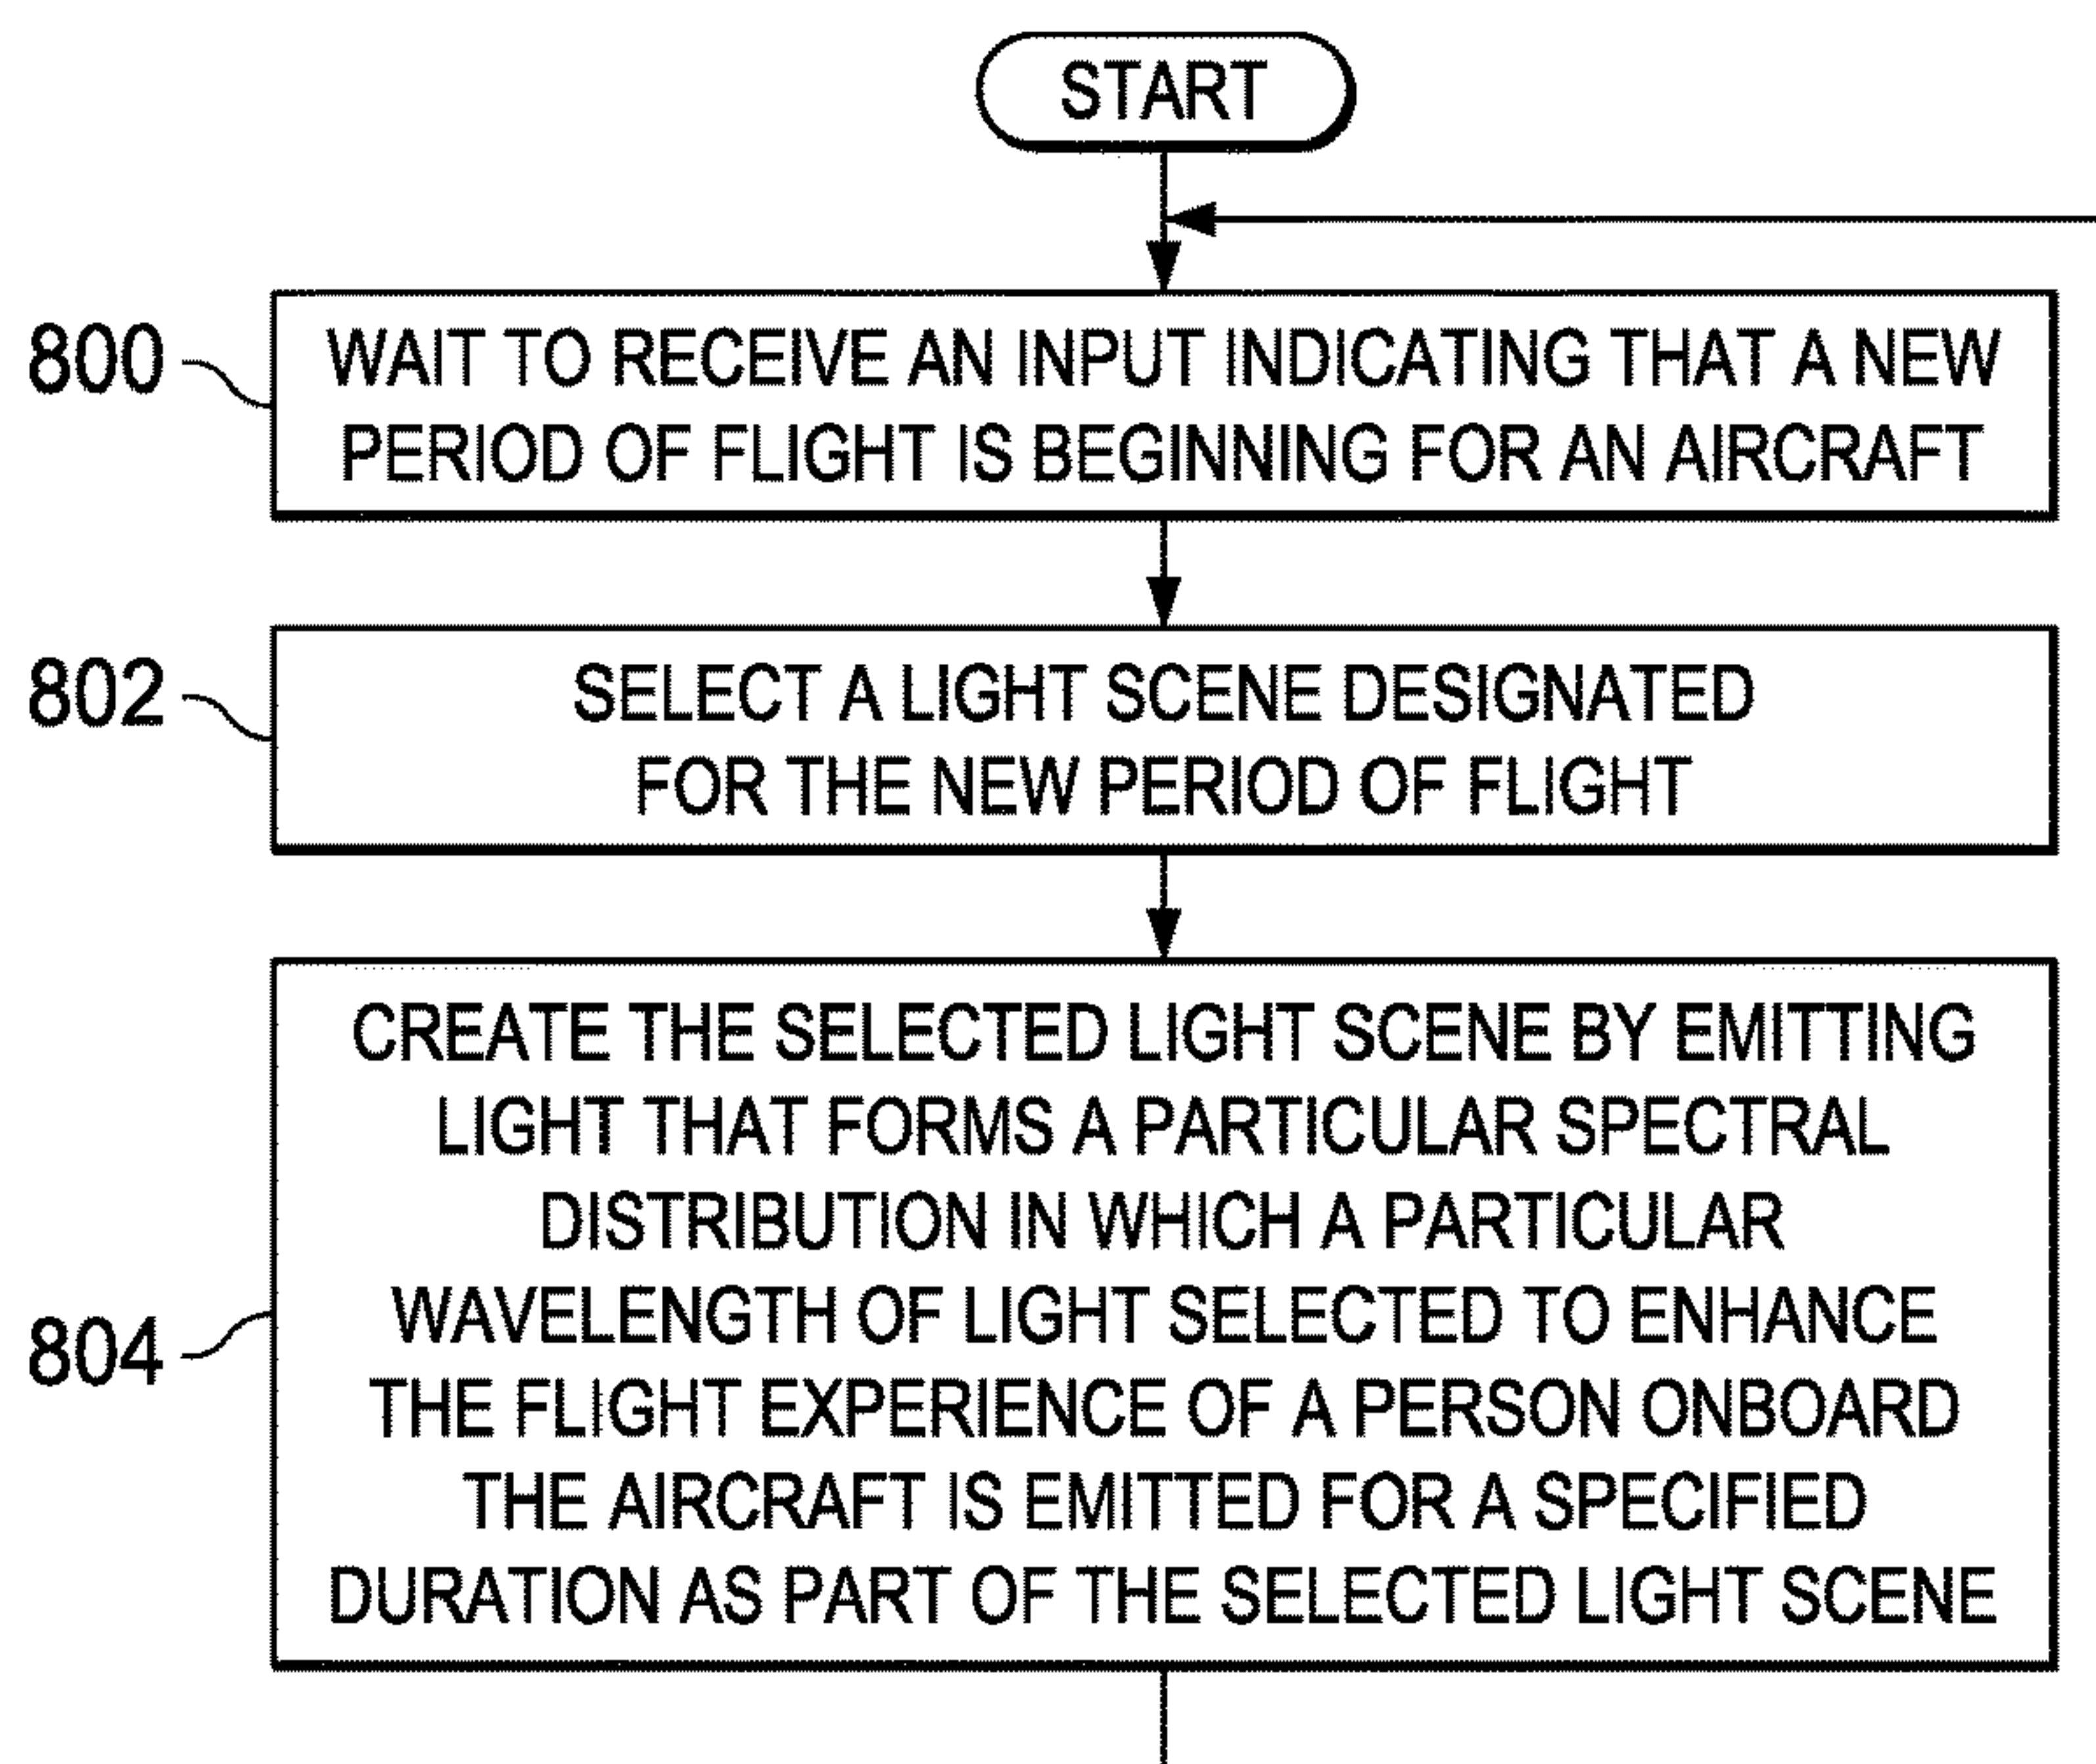 START
800
WAIT TO RECEIVE AN INPUT INDICATING THAT A NEW
PERIOD OF FLIGHT IS BEGINNING FOR AN AIRCRAFT
802
SELECT A LIGHT SCENE DESIGNATED
FOR THE NEW PERIOD OF FLIGHT
804
CREATE THE SELECTED LIGHT SCENE BY EMITTING
LIGHT THAT FORMS A PARTICULAR SPECTRAL
DISTRIBUTION IN WHICH A PARTICULAR
WAVELENGTH OF LIGHT SELECTED TO ENHANCE
THE FLIGHT EXPERIENCE OF A PERSON ONBOARD
THE AIRCRAFT IS EMITTED FOR A SPECIFIED
DURATION AS PART OF THE SELECTED LIGHT SCENE